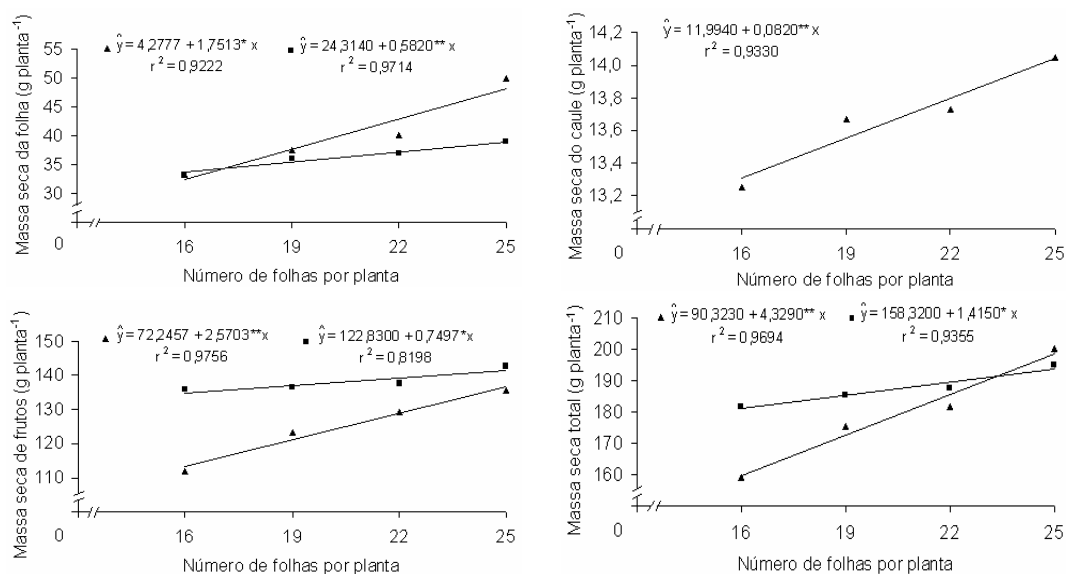 ŷ=4,2777 +1,7513* x
ŷ=24,3140 +0,5820** x
r² = 0,9222
r² = 0,9714
Massa seca da folha (g planta⁻¹)
55
50
45
40
35
30
0
16
19
22
25
Número de folhas por planta
ŷ=11,9940 +0,0820** x
r² = 0,9330
Massa seca do caule (g planta⁻¹)
14,2
14,0
13,8
13,6
13,4
13,2
0
16
19
22
25
Número de folhas por planta
ŷ=72,2457 +2,5703**x
ŷ=122,8300 +0,7497*x
r² = 0,9756
r² = 0,8198
Massa seca de frutos (g planta⁻¹)
150
140
130
120
110
0
16
19
22
25
Número de folhas por planta
ŷ=90,3230 +4,3290** x
ŷ=158,3200 +1,4150* x
r² = 0,9694
r² = 0,9355
Massa seca total (g planta⁻¹)
210
200
190
180
170
160
0
16
19
22
25
Número de folhas por planta